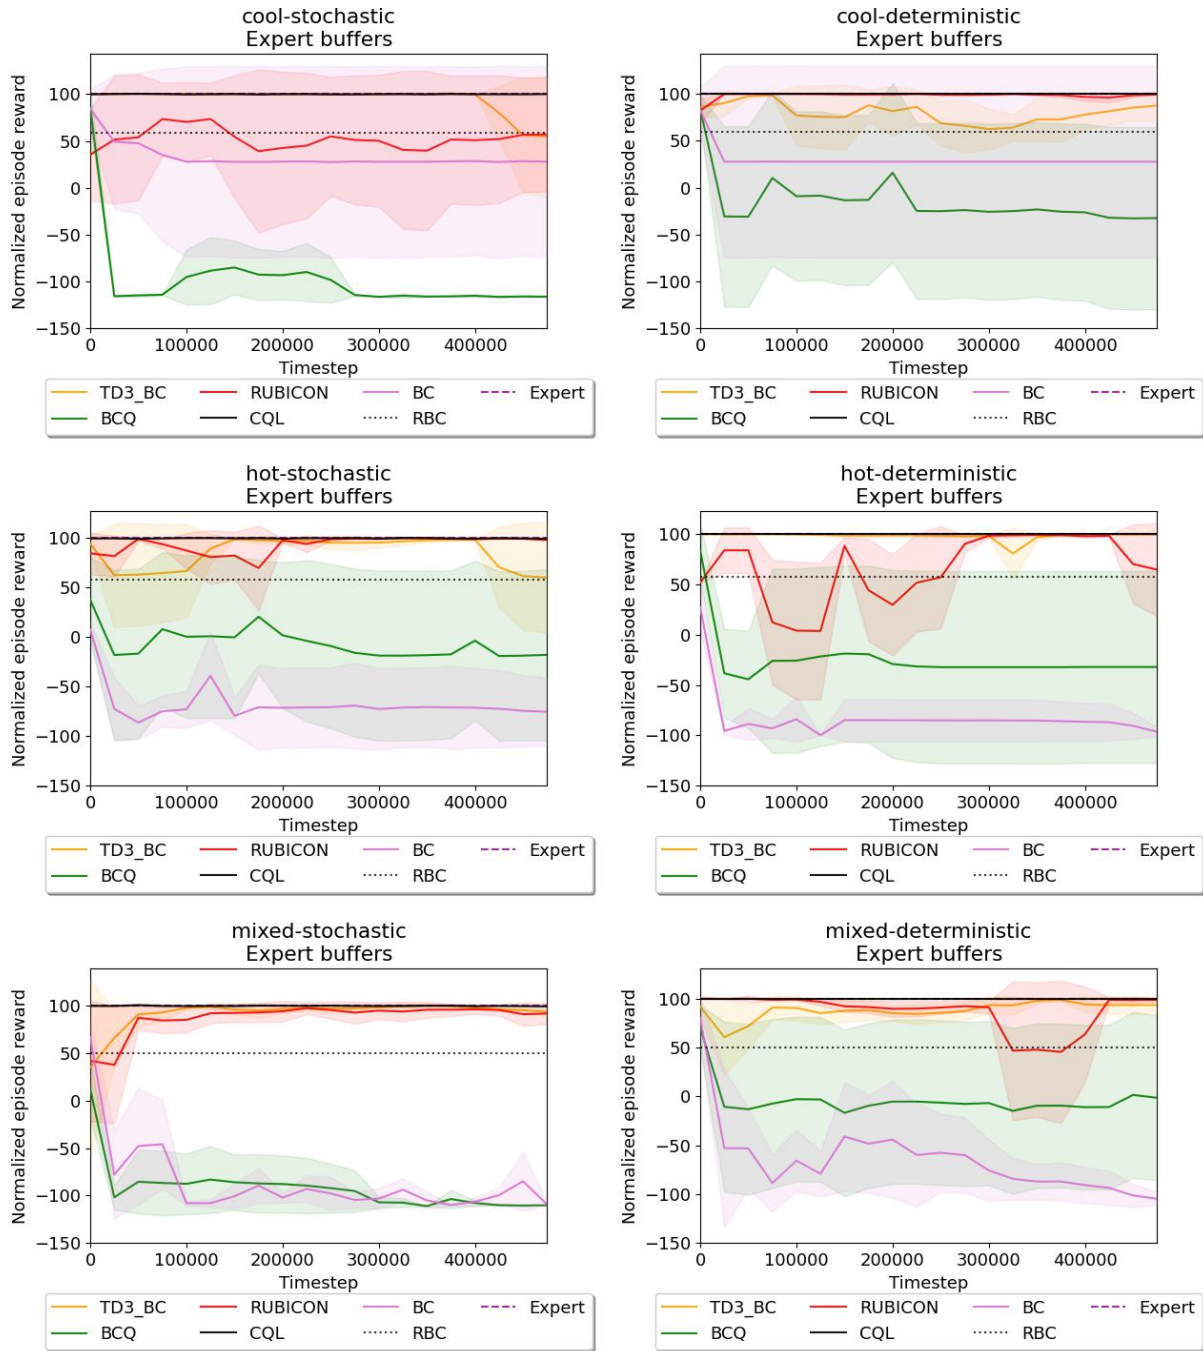 cool-stochastic
Expert buffers
Normalized episode reward
100
50
0
−50
−100
−150
0 100000 200000 300000 400000
Timestep
TD3_BC RUBICON BC Expert
BCQ CQL RBC
cool-deterministic
Expert buffers
Normalized episode reward
100
50
0
−50
−100
−150
0 100000 200000 300000 400000
Timestep
TD3_BC RUBICON BC Expert
BCQ CQL RBC
hot-stochastic
Expert buffers
Normalized episode reward
100
50
0
−50
−100
−150
0 100000 200000 300000 400000
Timestep
TD3_BC RUBICON BC Expert
BCQ CQL RBC
hot-deterministic
Expert buffers
Normalized episode reward
100
50
0
−50
−100
−150
0 100000 200000 300000 400000
Timestep
TD3_BC RUBICON BC Expert
BCQ CQL RBC
mixed-stochastic
Expert buffers
Normalized episode reward
100
50
0
−50
−100
−150
0 100000 200000 300000 400000
Timestep
TD3_BC RUBICON BC Expert
BCQ CQL RBC
mixed-deterministic
Expert buffers
Normalized episode reward
100
50
0
−50
−100
−150
0 100000 200000 300000 400000
Timestep
TD3_BC RUBICON BC Expert
BCQ CQL RBC